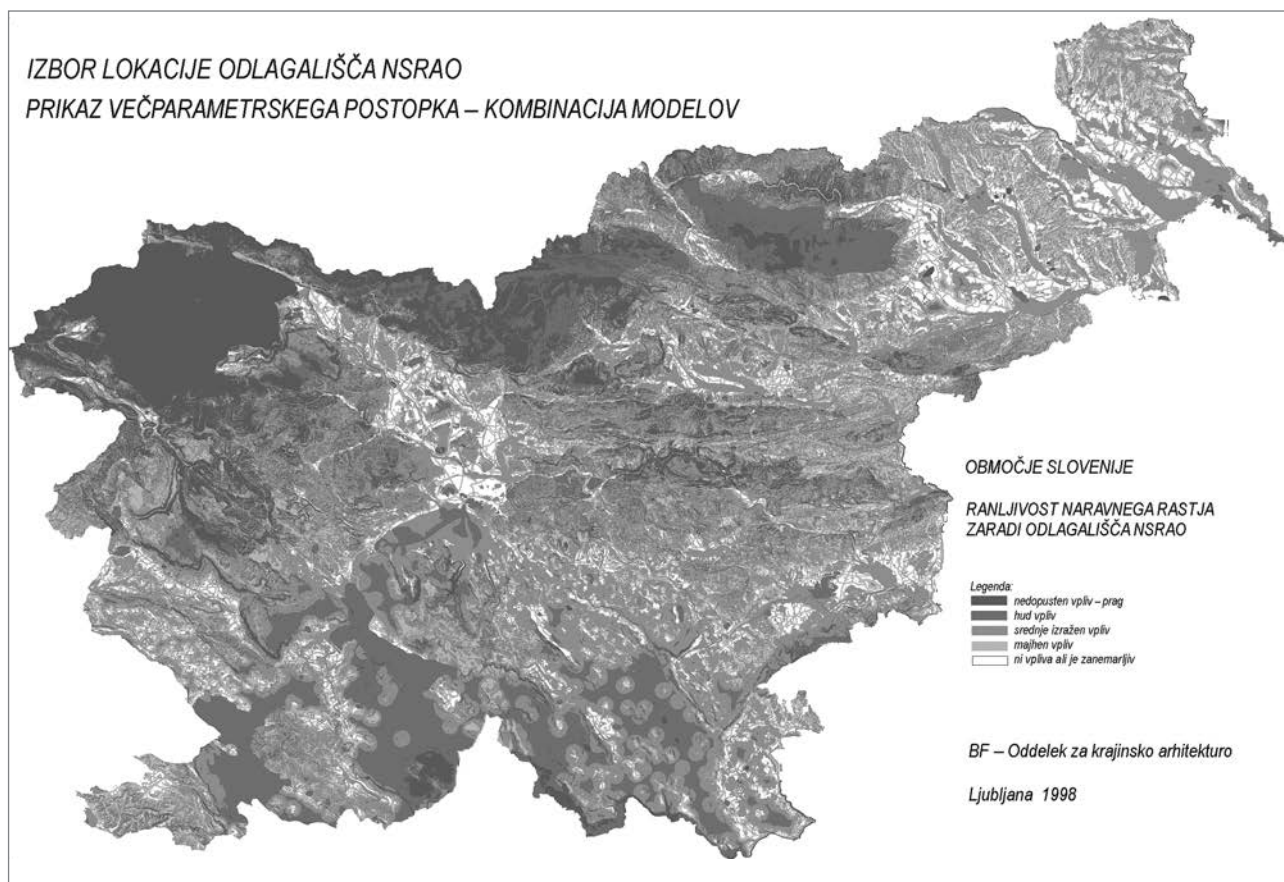 IZBOR LOKACIJE ODLAGALIŠČA NSRAO
PRIKAZ VEČPARAMETRSKEGA POSTOPKA – KOMBINACIJA MODELOV
OBMOČJE SLOVENIJE
RANLJIVOST NARAVNEGA RASTJA
ZARADI ODLAGALIŠČA NSRAO
Legenda:
nedopusten vpliv – prag
hud vpliv
srednje izražen vpliv
majhen vpliv
ni vpliva ali je zanemarljiv
BF – Oddelek za krajinsko arhitekturo
Ljubljana 1998